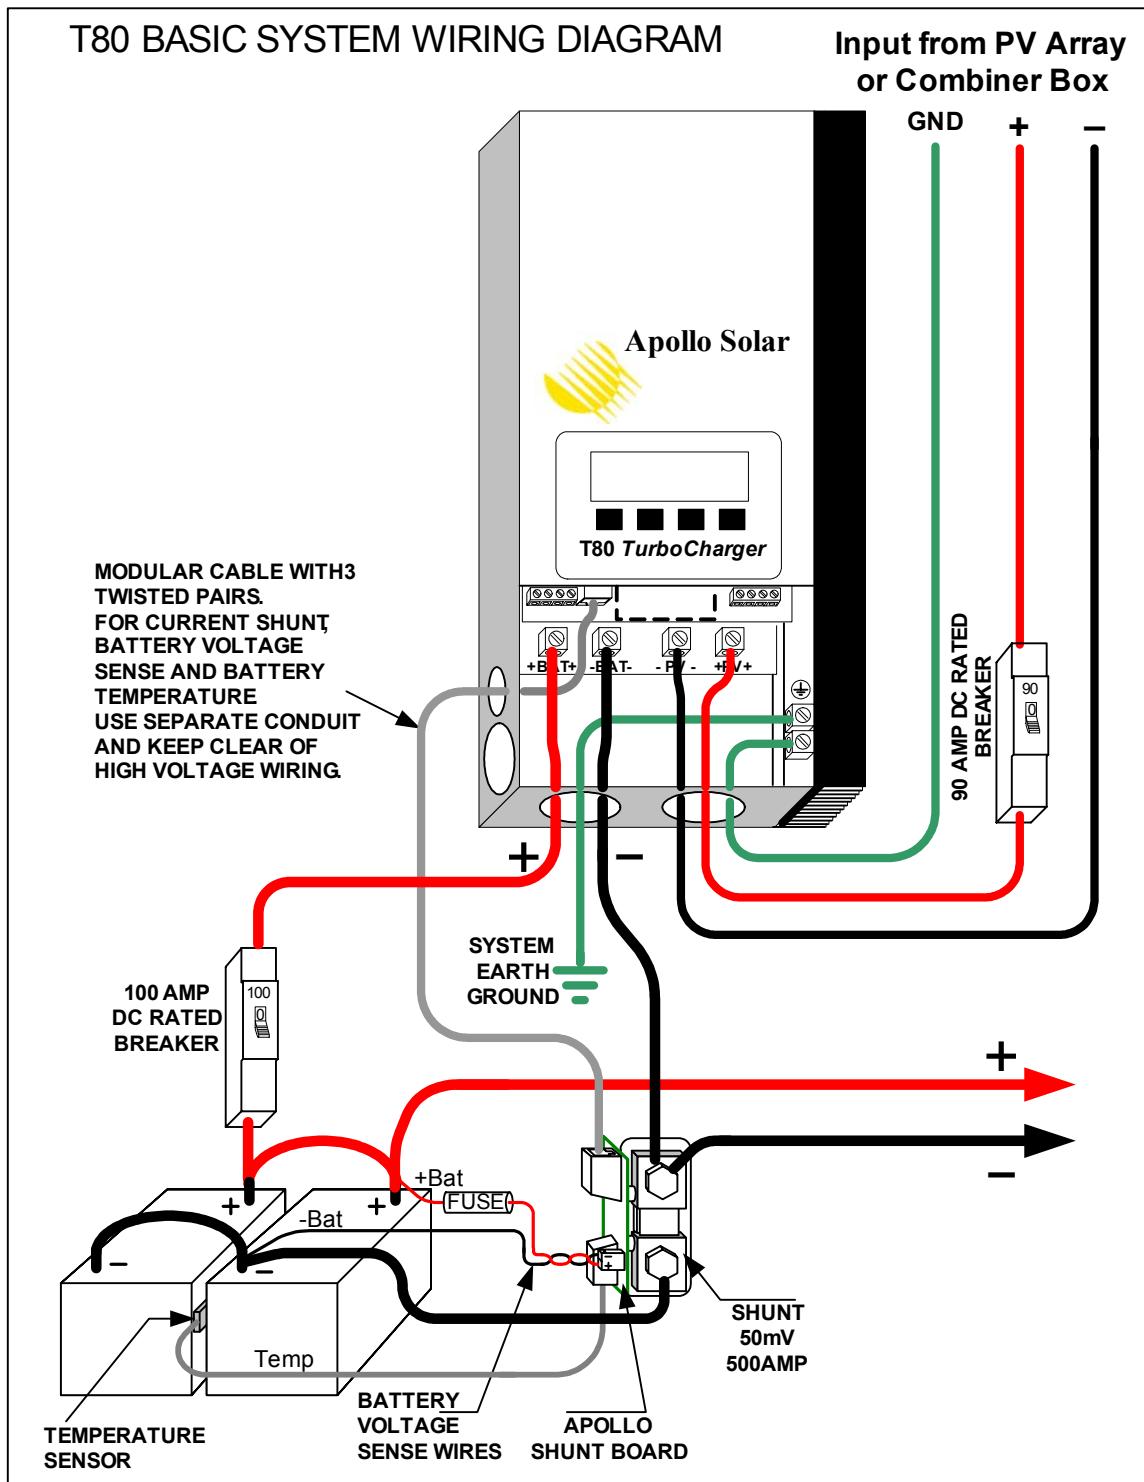 T80 BASIC SYSTEM WIRING DIAGRAM
Input from PV Array
or Combiner Box
GND
+
–
Apollo Solar
T80 TurboCharger
MODULAR CABLE WITH3
TWISTED PAIRS.
FOR CURRENT SHUNT,
BATTERY VOLTAGE
SENSE AND BATTERY
TEMPERATURE
USE SEPARATE CONDUIT
AND KEEP CLEAR OF
HIGH VOLTAGE WIRING.
+BAT+
-BAT-
- PV -
+PV+
90 AMP DC RATED
BREAKER
90
0
+
–
SYSTEM
EARTH
GROUND
100 AMP
DC RATED
BREAKER
100
0
+
–
+Bat
FUSE
-Bat
+
+
–
–
–
+
Temp
SHUNT
50mV
500AMP
TEMPERATURE
SENSOR
BATTERY
VOLTAGE
SENSE WIRES
APOLLO
SHUNT BOARD